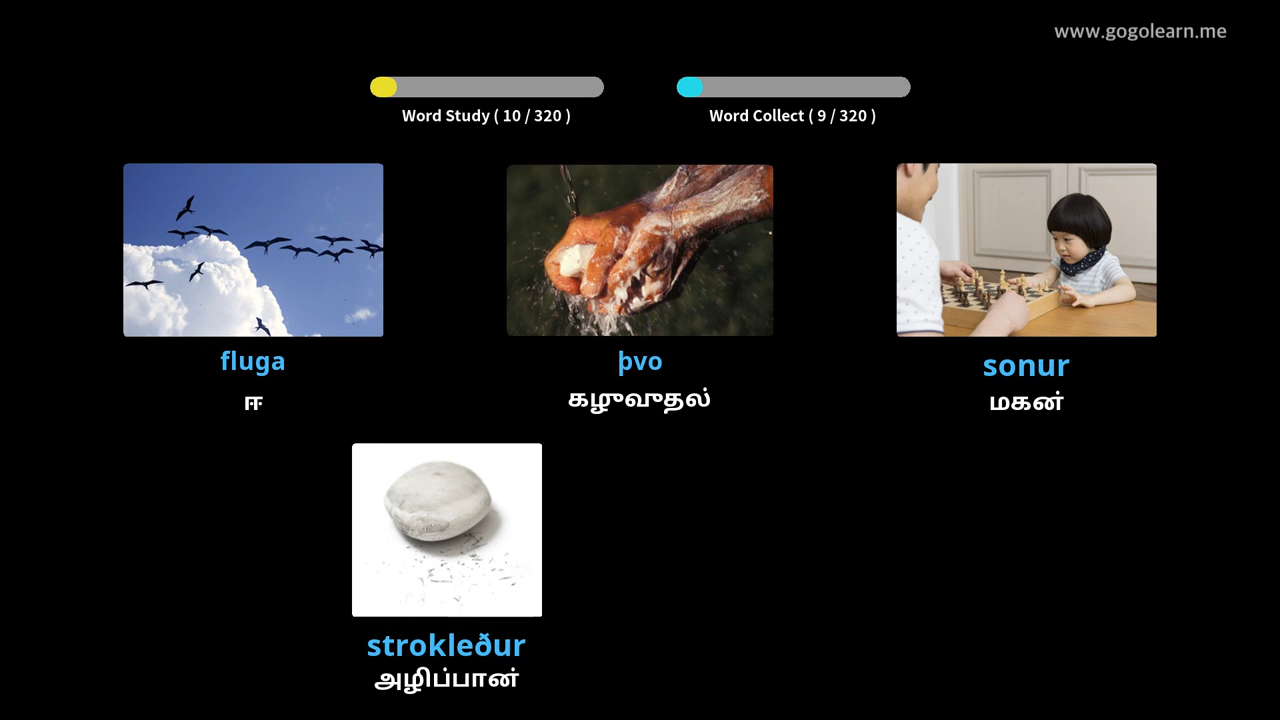 www.gogolearn.me
Word Study ( 10 / 320 )
Word Collect ( 9 / 320 )
fluga
ஈ
þvo
கழுவுதல்
sonur
மகன்
strokleður
அழிப்பான்